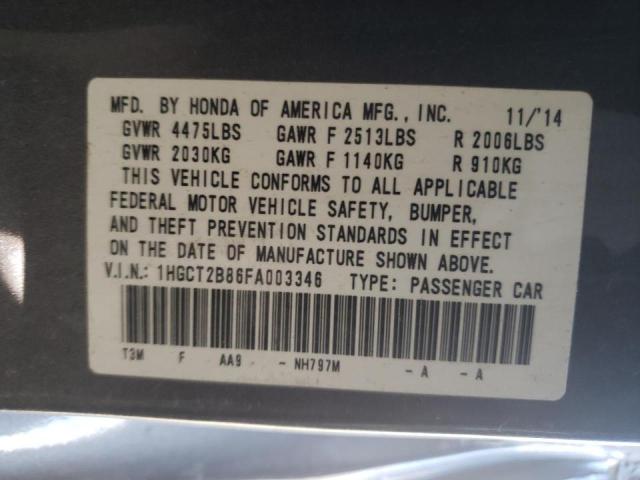 MFD. BY HONDA OF AMERICA MFG., INC. 11/'14
GVWR 4475LBS GAWR F 2513LBS R 2006LBS
GVWR 2030KG GAWR F 1140KG R 910KG
THIS VEHICLE CONFORMS TO ALL APPLICABLE
FEDERAL MOTOR VEHICLE SAFETY, BUMPER,
AND THEFT PREVENTION STANDARDS IN EFFECT
ON THE DATE OF MANUFACTURE SHOWN ABOVE.
V.I.N.: 1HGCT2B86FA003346 TYPE: PASSENGER CAR
T3M F AA9 - NH797M - A - A